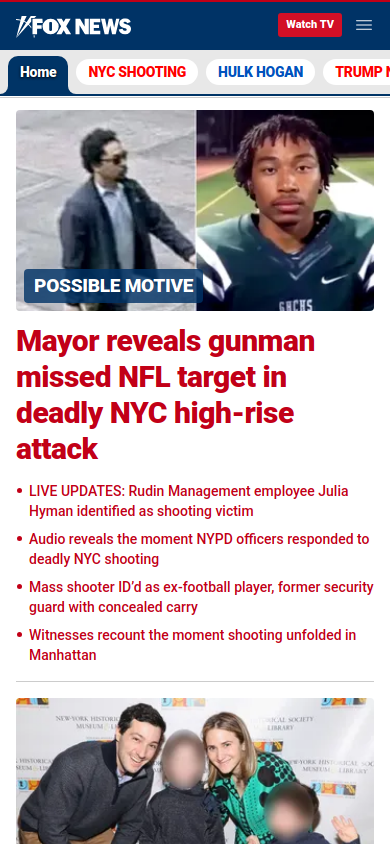 FOX NEWS
Watch TV
Home
NYC SHOOTING
HULK HOGAN
TRUMP
POSSIBLE MOTIVE
GHCHS
Mayor reveals gunman
missed NFL target in
deadly NYC high-rise
attack
• LIVE UPDATES: Rudin Management employee Julia
Hyman identified as shooting victim
• Audio reveals the moment NYPD officers responded to
deadly NYC shooting
• Mass shooter ID’d as ex-football player, former security
guard with concealed carry
• Witnesses recount the moment shooting unfolded in
Manhattan
NEW-YORK HISTORIC
SOCIETY
LIBRARY